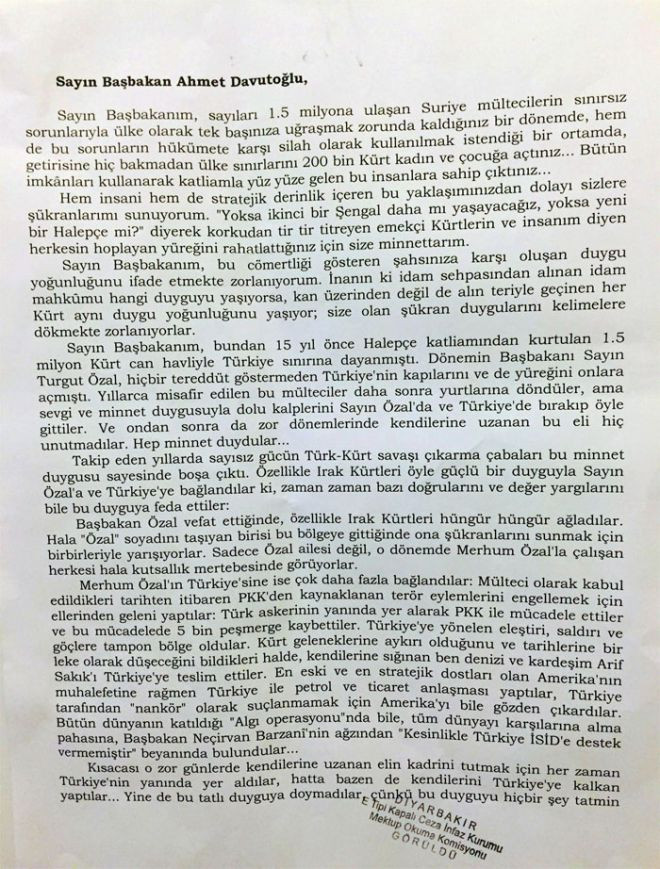 Sayın Başbakan Ahmet Davutoğlu,
Sayın Başbakanım, sayıları 1.5 milyona ulaşan Suriye mültecilerin sınırsız
sorunlarıyla ülke olarak tek başınıza uğraşmak zorunda kaldığınız bir dönemde, hem
de bu sorunların hükümete karşı silah olarak kullanılmak istendiği bir ortamda,
getirisine hiç bakmadan ülke sınırlarını 200 bin Kürt kadın ve çocuğa açtınız... Bütün
imkânları kullanarak katliamla yüz yüze gelen bu insanlara sahip çıktınız...
Hem insani hem de stratejik derinlik içeren bu yaklaşımınızdan dolayı sizlere
şükranlarımı sunuyorum. "Yoksa ikinci bir Şengal daha mı yaşayacağız, yoksa yeni
bir Halepçe mi?" diyerek korkudan tir tir titreyen emekçi Kürtlerin ve insanım diyen
herkesin hoplayan yüreğini rahatlattığınız için size minnettarım.
Sayın Başbakanım, bu cömertliği gösteren şahsınıza karşı oluşan duygu
yoğunluğunu ifade etmekte zorlanıyorum. İnanın ki idam sehpasından alınan idam
mahkûmu hangi duyguyu yaşıyorsa, kan üzerinden değil de alın teriyle geçinen her
Kürt aynı duygu yoğunluğunu yaşıyor; size olan şükran duygularını kelimelere
dökmekte zorlanıyorlar.
Sayın Başbakanım, bundan 15 yıl önce Halepçe katliamından kurtulan 1.5
milyon Kürt can havliyle Türkiye sınırına dayanmıştı. Dönemin Başbakanı Sayın
Turgut Özal, hiçbir tereddüt göstermeden Türkiye'nin kapılarını ve de yüreğini onlara
açmıştı. Yıllarca misafir edilen bu mülteciler daha sonra yurtlarına döndüler, ama
sevgi ve minnet duygusuyla dolu kalplerini Sayın Özal'da ve Türkiye'de bırakıp öyle
gittiler. Ve ondan sonra da zor dönemlerinde kendilerine uzanan bu eli hiç
unutmadılar. Hep minnet duydular...
Takip eden yıllarda sayısız gücün Türk-Kürt savaşı çıkarma çabaları bu minnet
duygusu sayesinde boşa çıktı. Özellikle Irak Kürtleri öyle güçlü bir duyguyla Sayın
Özal'a ve Türkiye'ye bağlandılar ki, zaman zaman bazı doğrularını ve değer yargılarını
bile bu duyguya feda ettiler:
Başbakan Özal vefat ettiğinde, özellikle Irak Kürtleri hüngür hüngür ağladılar.
Hala "Özal" soyadını taşıyan birisi bu bölgeye gittiğinde ona şükranlarını sunmak için
birbirleriyle yarışıyorlar. Sadece Özal ailesi değil, o dönemde Merhum Özal'la çalışan
herkesi hala kutsallık mertebesinde görüyorlar.
Merhum Özal'ın Türkiye'sine ise çok daha fazla bağlandılar: Mülteci olarak kabul
edildikleri tarihten itibaren PKK'den kaynaklanan terör eylemlerini engellemek için
ellerinden geleni yaptılar: Türk askerinin yanında yer alarak PKK ile mücadele ettiler
ve bu mücadelede 5 bin peşmerge kaybettiler. Türkiye'ye yönelen eleştiri, saldırı ve
göçlere tampon bölge oldular. Kürt geleneklerine aykırı olduğunu ve tarihlerine bir
leke olarak düşeceğini bildikleri halde, kendilerine sığınan ben denizi ve kardeşim Arif
Sakık'ı Türkiye'ye teslim ettiler. En eski ve en stratejik dostları olan Amerika'nın
muhalefetine rağmen Türkiye ile petrol ve ticaret anlaşması yaptılar, Türkiye
tarafından "nankör" olarak suçlanmamak için Amerika'yı bile gözden çıkardılar.
Bütün dünyanın katıldığı "Algı operasyonu"nda bile, tüm dünyayı karşılarına alma
pahasına, Başbakan Neçirvan Barzanî'nin ağzından "Kesinlikle Türkiye İSİD'e destek
vermemiştir" beyanında bulundular...
Kısacası o zor günlerde kendilerine uzanan elin kadrini tutmak için her zaman
Türkiye'nin yanında yer aldılar, hatta bazen de kendilerini Türkiye'ye kalkan
yaptılar... Yine de bu tatlı duyguya doymadılar, çünkü bu duyguyu hiçbir şey tatmin
DİYARBAKIR
E Tipi Kapalı Ceza İnfaz Kurumu
Mektup Okuma Komisyonu
GÖRÜLDÜ